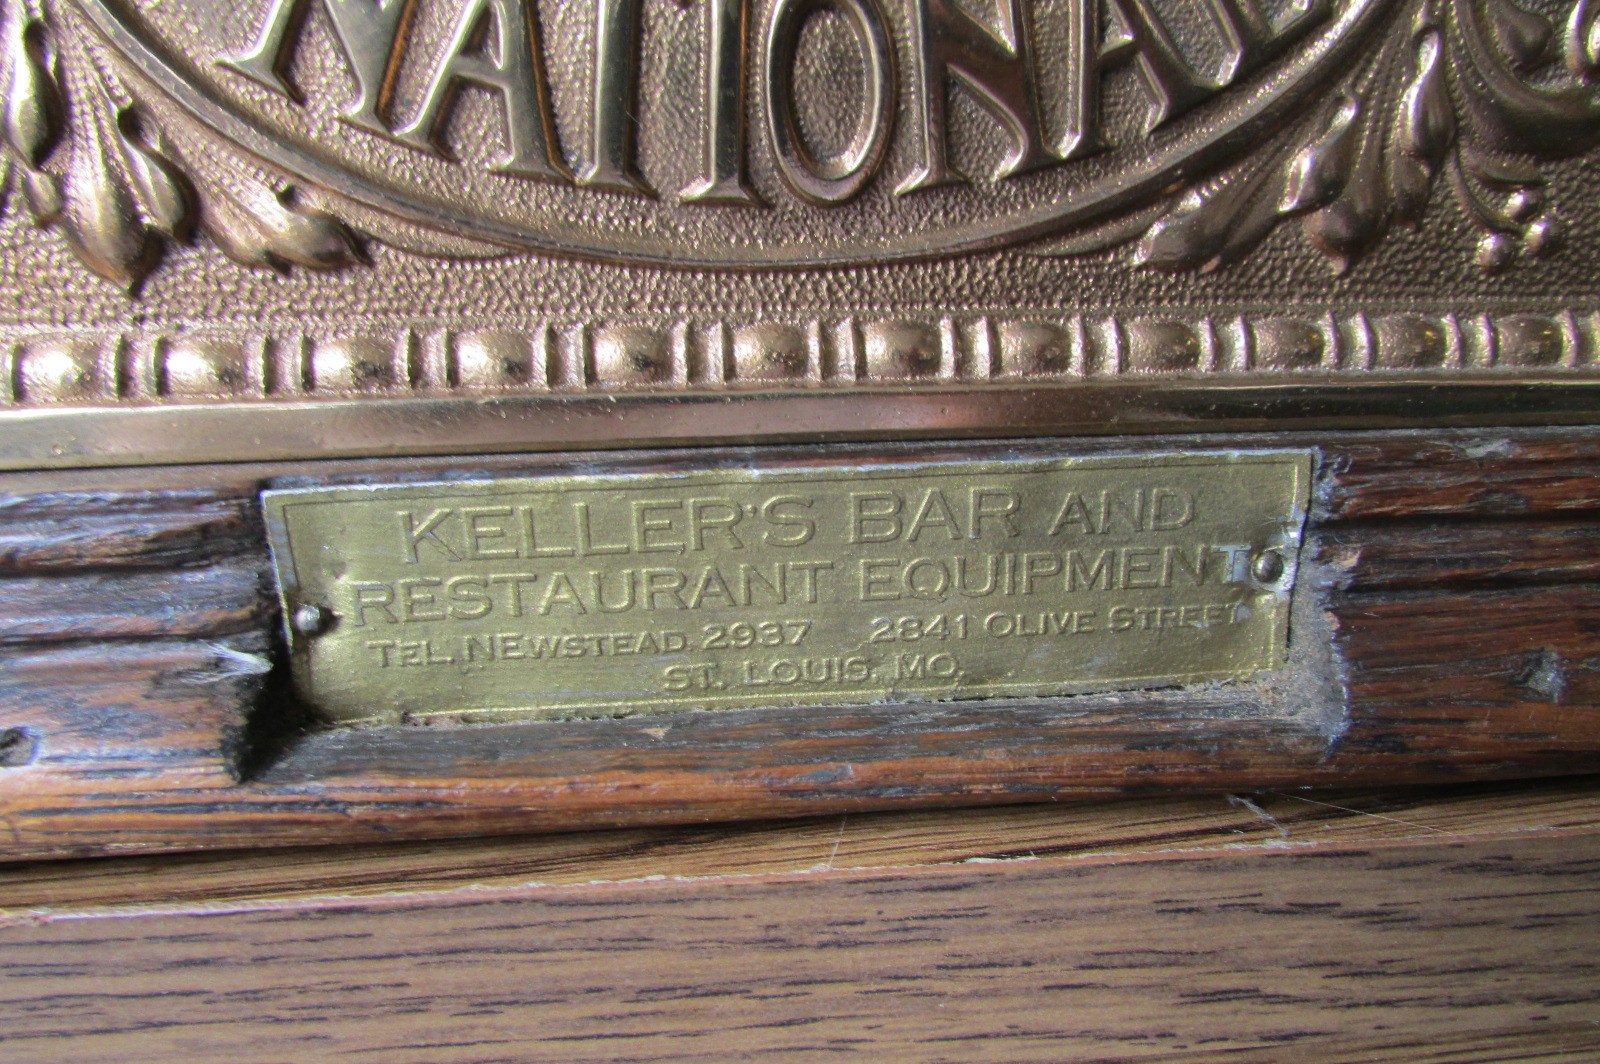 NATIONAL
KELLER'S BAR AND
RESTAURANT EQUIPMENT
TEL. NEWSTEAD 2937 2841 OLIVE STREET
ST. LOUIS, MO.